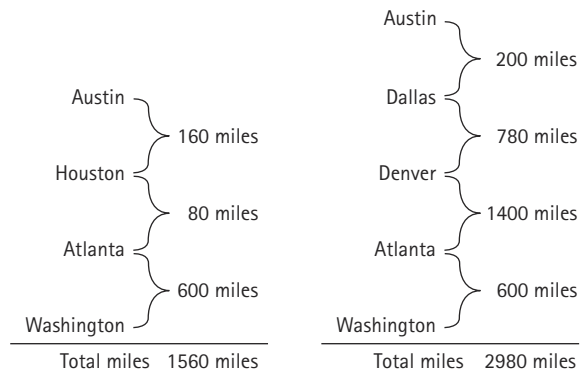 Austin
160 miles
Houston
80 miles
Atlanta
600 miles
Washington
Total miles 1560 miles
Austin
200 miles
Dallas
780 miles
Denver
1400 miles
Atlanta
600 miles
Washington
Total miles 2980 miles